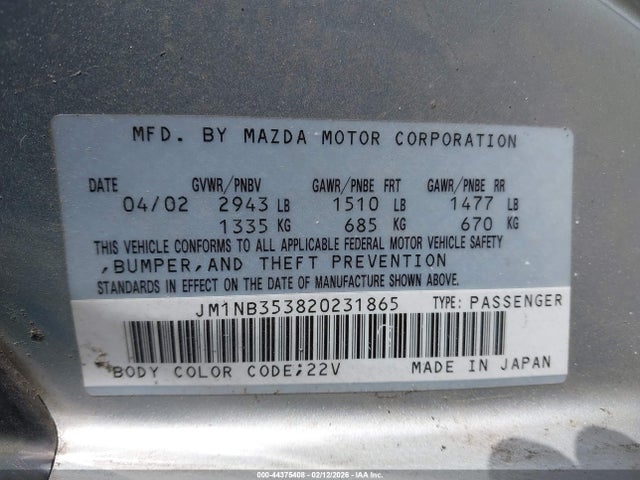 MFD. BY MAZDA MOTOR CORPORATION
DATE GVWR/PNBV GAWR/PNBE FRT GAWR/PNBE RR
04/02 2943 LB 1510 LB 1477 LB
1335 KG 685 KG 670 KG
THIS VEHICLE CONFORMS TO ALL APPLICABLE FEDERAL MOTOR VEHICLE SAFETY
,BUMPER,AND THEFT PREVENTION
STANDARDS IN EFFECT ON THE DATE OF MANUFACTURE SHOWN ABOVE.
JM1NB353820231865 TYPE: PASSENGER
BODY COLOR CODE;22V MADE IN JAPAN
000-44375408 - 02/12/2026 - IAAI.COM